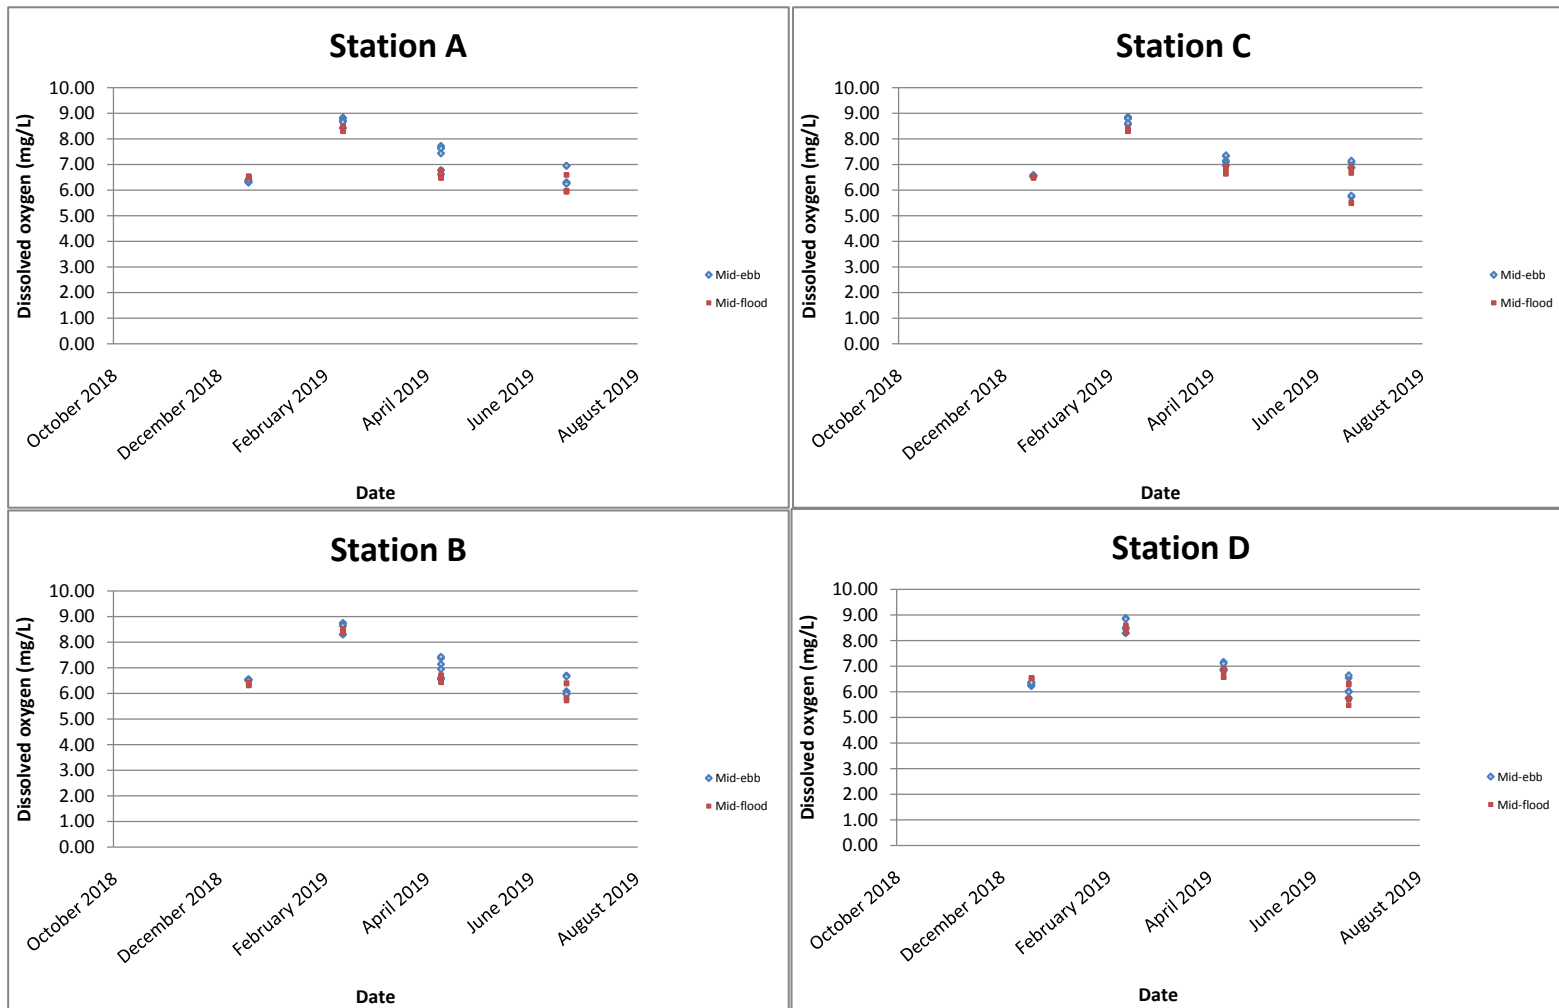 Station A
Dissolved oxygen (mg/L)
10.00
9.00
8.00
7.00
6.00
5.00
4.00
3.00
2.00
1.00
0.00
October 2018
December 2018
February 2019
April 2019
June 2019
August 2019
Date
Mid-ebb
Mid-flood
Station C
Dissolved oxygen (mg/L)
10.00
9.00
8.00
7.00
6.00
5.00
4.00
3.00
2.00
1.00
0.00
October 2018
December 2018
February 2019
April 2019
June 2019
August 2019
Date
Mid-ebb
Mid-flood
Station B
Dissolved oxygen (mg/L)
10.00
9.00
8.00
7.00
6.00
5.00
4.00
3.00
2.00
1.00
0.00
October 2018
December 2018
February 2019
April 2019
June 2019
August 2019
Date
Mid-ebb
Mid-flood
Station D
Dissolved oxygen (mg/L)
10.00
9.00
8.00
7.00
6.00
5.00
4.00
3.00
2.00
1.00
0.00
October 2018
December 2018
February 2019
April 2019
June 2019
August 2019
Date
Mid-ebb
Mid-flood